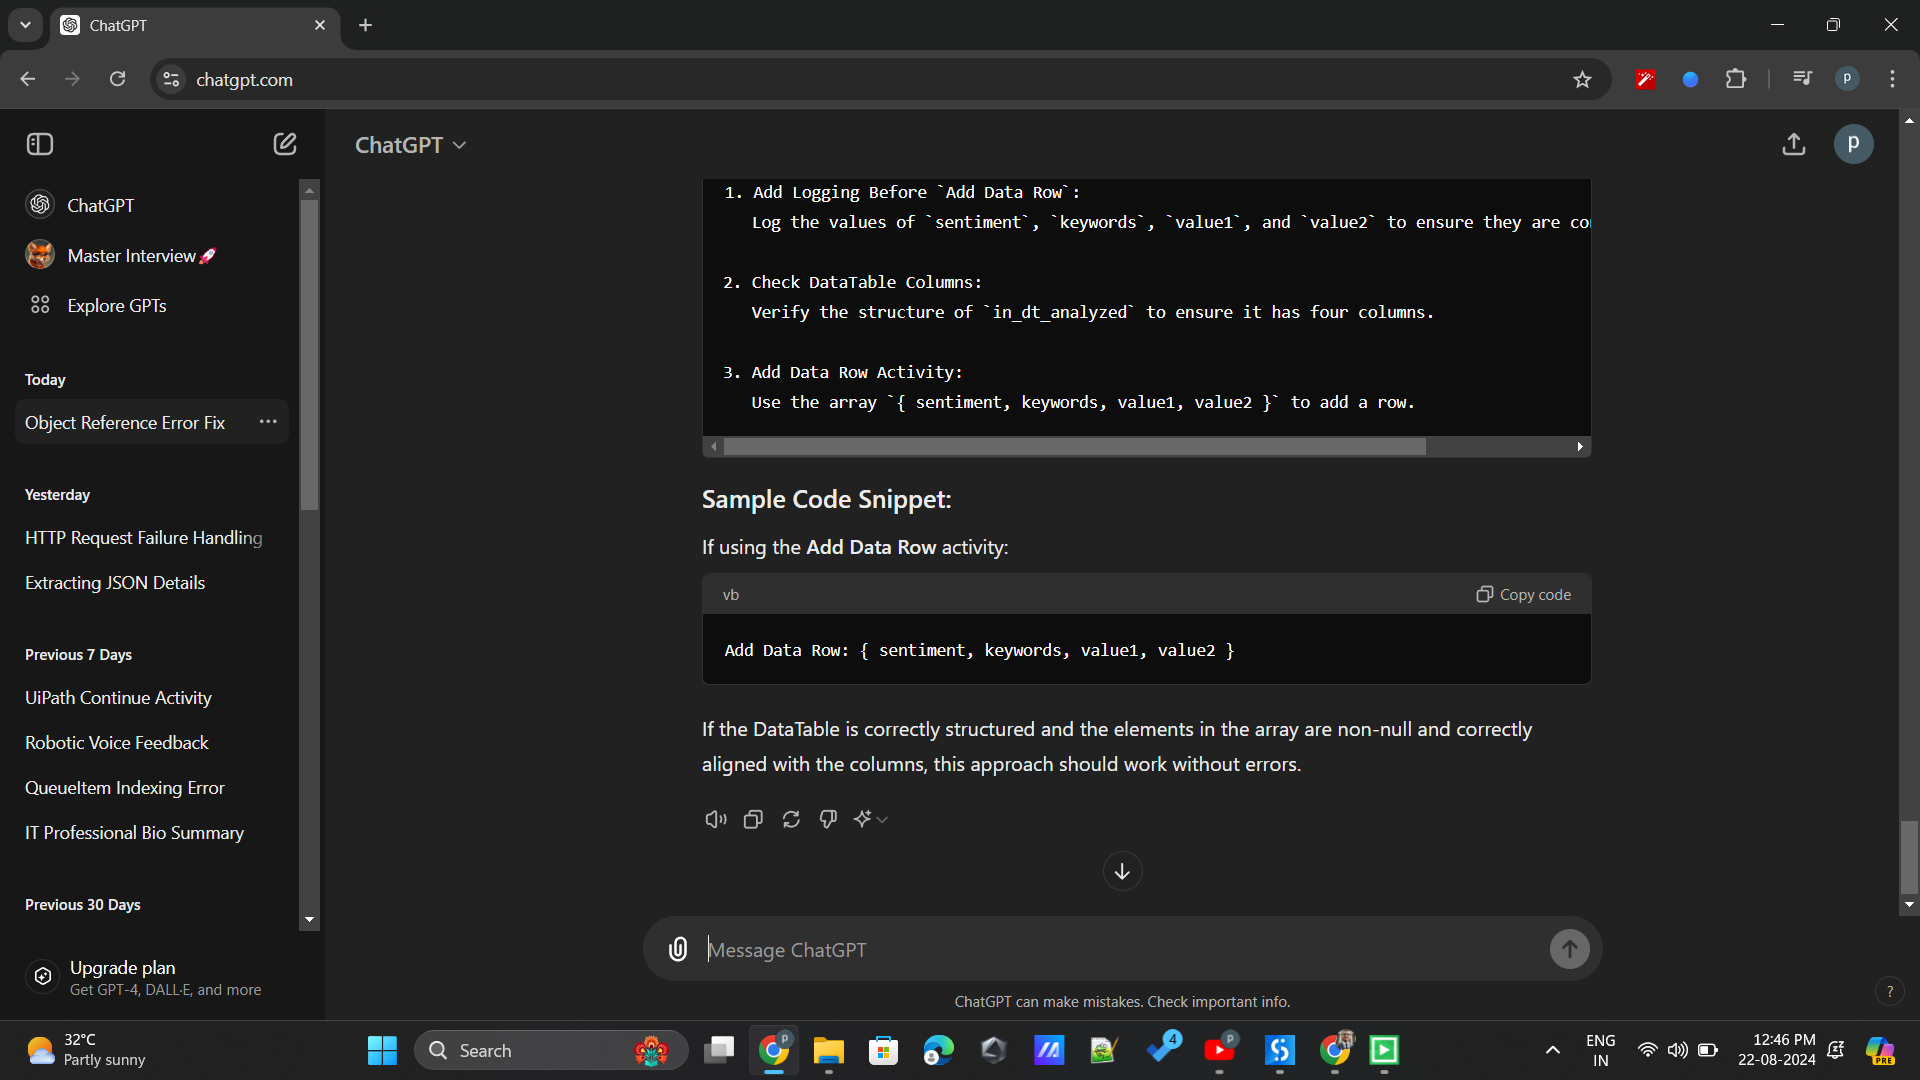 ChatGPT
chatgpt.com
p
ChatGPT
p
ChatGPT
Master Interview🚀
Explore GPTs
Today
Object Reference Error Fix
Yesterday
HTTP Request Failure Handling
Extracting JSON Details
Previous 7 Days
UiPath Continue Activity
Robotic Voice Feedback
QueueItem Indexing Error
IT Professional Bio Summary
Previous 30 Days
Upgrade plan
Get GPT-4, DALL·E, and more
1. Add Logging Before `Add Data Row`:
Log the values of `sentiment`, `keywords`, `value1`, and `value2` to ensure they are
2. Check DataTable Columns:
Verify the structure of `in_dt_analyzed` to ensure it has four columns.
3. Add Data Row Activity:
Use the array `{ sentiment, keywords, value1, value2 }` to add a row.
Sample Code Snippet:
If using the Add Data Row activity:
vb
Copy code
Add Data Row: { sentiment, keywords, value1, value2 }
If the DataTable is correctly structured and the elements in the array are non-null and correctly
aligned with the columns, this approach should work without errors.
Message ChatGPT
ChatGPT can make mistakes. Check important info.
?
32°C
Partly sunny
Search
P
4
P
ENG
IN
12:46 PM
22-08-2024
PRE